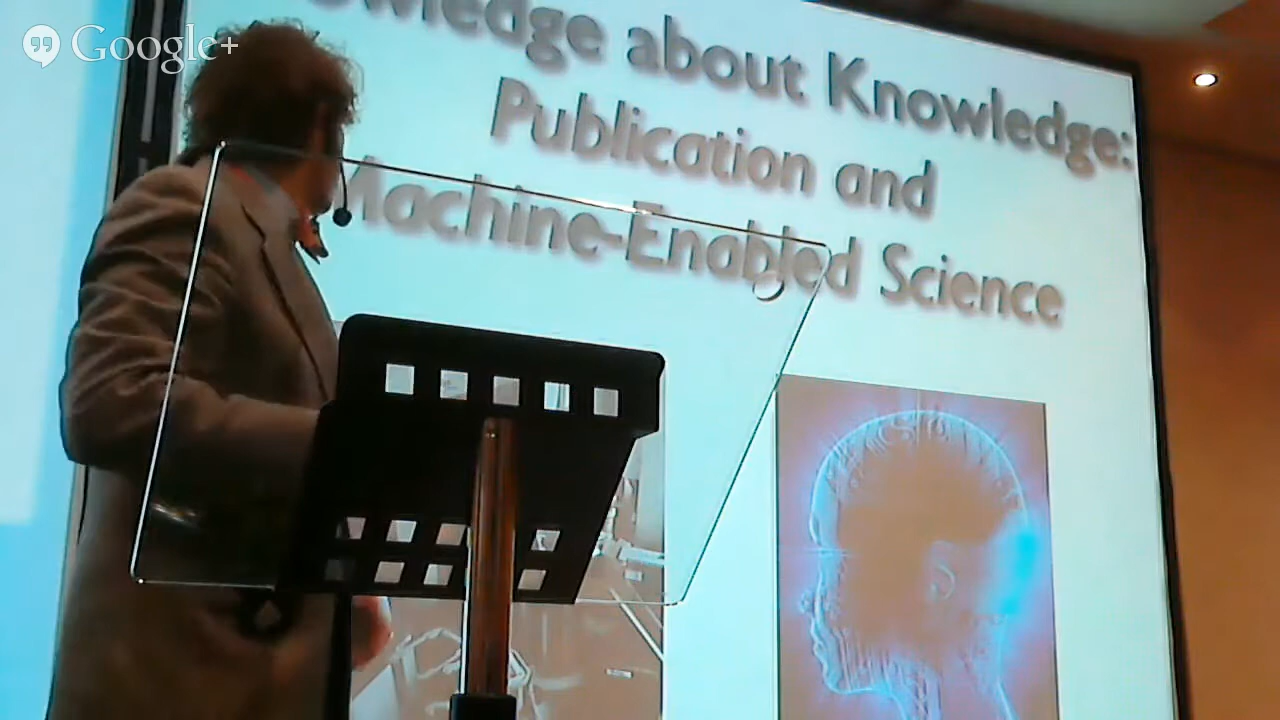 Google+
about Knowledge:
Publication and
Machine-Enabled Science